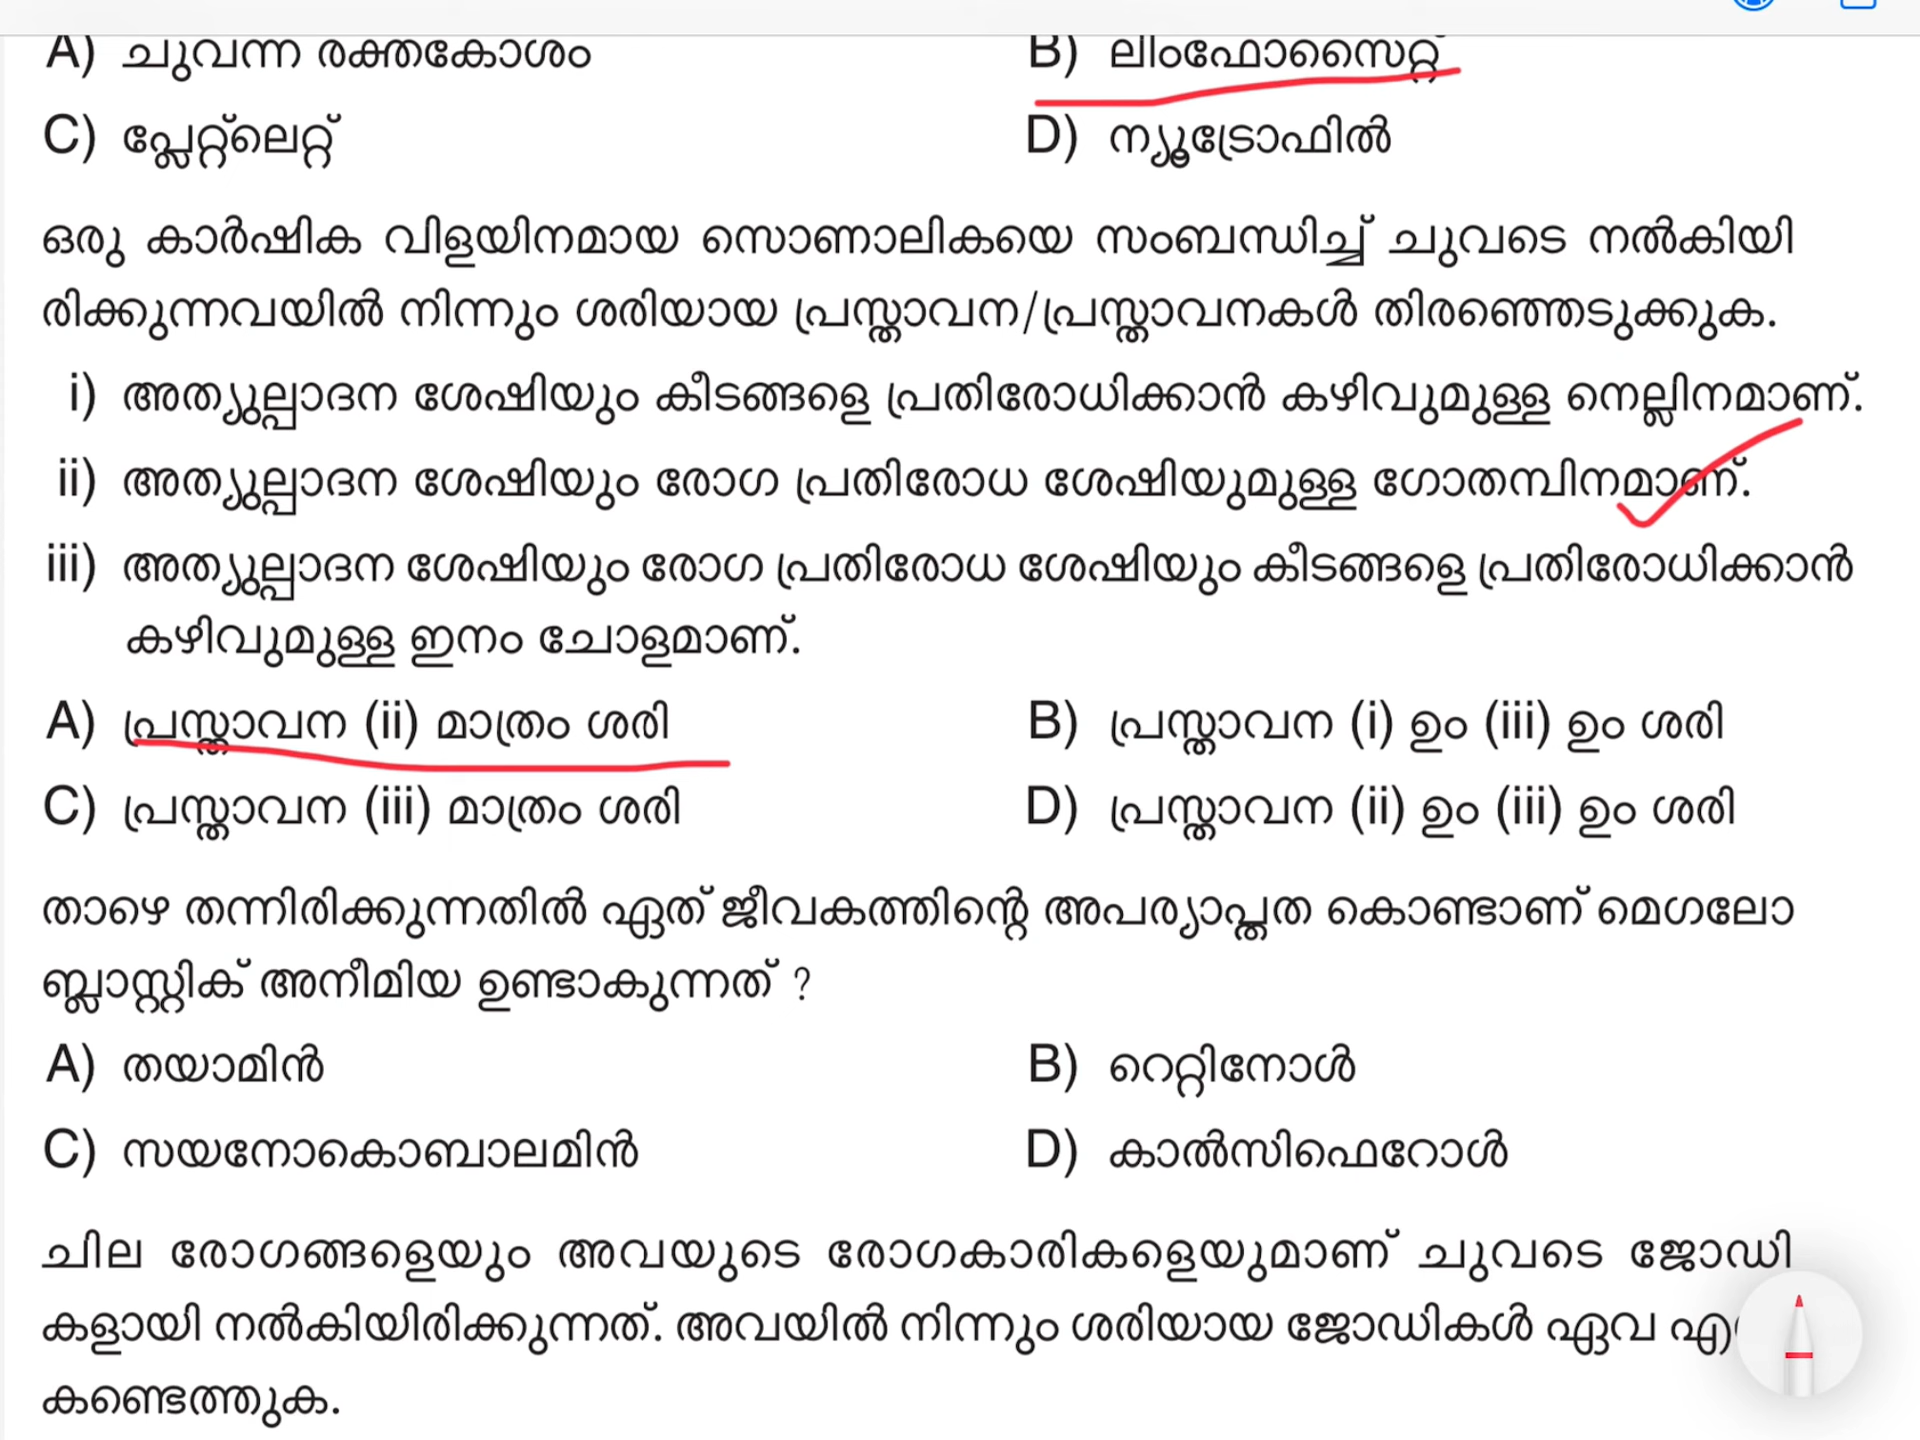 A) ചുവന്ന രക്തകോശം
B) ലിംഫോസൈറ്റ്
C) പ്ലേറ്റ്ലെറ്റ്
D) ന്യൂട്രോഫിൽ
ഒരു കാർഷിക വിളയിനമായ സൊണാലികയെ സംബന്ധിച്ച് ചുവടെ നൽകിയി
രിക്കുന്നവയിൽ നിന്നും ശരിയായ പ്രസ്താവന/പ്രസ്താവനകൾ തിരഞ്ഞെടുക്കുക.
i) അത്യുല്പാദന ശേഷിയും കീടങ്ങളെ പ്രതിരോധിക്കാൻ കഴിവുമുള്ള നെല്ലിനമാണ്.
ii) അത്യുല്പാദന ശേഷിയും രോഗ പ്രതിരോധ ശേഷിയുമുള്ള ഗോതമ്പിനമാണ്.
iii) അത്യുല്പാദന ശേഷിയും രോഗ പ്രതിരോധ ശേഷിയും കീടങ്ങളെ പ്രതിരോധിക്കാൻ
കഴിവുമുള്ള ഇനം ചോളമാണ്.
A) പ്രസ്താവന (ii) മാത്രം ശരി
B) പ്രസ്താവന (i) ഉം (iii) ഉം ശരി
C) പ്രസ്താവന (iii) മാത്രം ശരി
D) പ്രസ്താവന (ii) ഉം (iii) ഉം ശരി
താഴെ തന്നിരിക്കുന്നതിൽ ഏത് ജീവകത്തിന്റെ അപര്യാപ്തത കൊണ്ടാണ് മെഗലോ
ബ്ലാസ്റ്റിക് അനീമിയ ഉണ്ടാകുന്നത് ?
A) തയാമിൻ
B) റെറ്റിനോൾ
C) സയനോകൊബാലമിൻ
D) കാൽസിഫെറോൾ
ചില രോഗങ്ങളെയും അവയുടെ രോഗകാരികളെയുമാണ് ചുവടെ ജോഡി
കളായി നൽകിയിരിക്കുന്നത്. അവയിൽ നിന്നും ശരിയായ ജോഡികൾ ഏവ
കണ്ടെത്തുക.